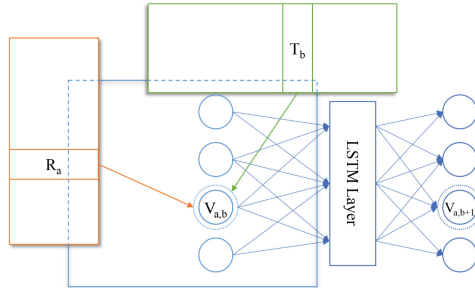 T_b
R_a
V_{a,b}
LSTM Layer
V_{a,b+1}